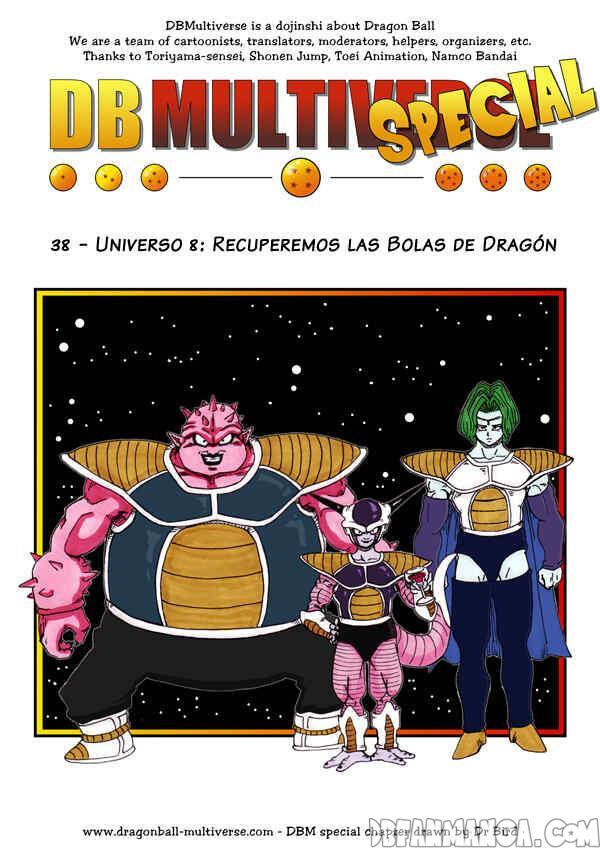 DBMultiverse is a dojinshi about Dragon Ball
We are a team of cartoonists, translators, moderators, helpers, organizers, etc.
Thanks to Toriyama-sensei, Shonen Jump, Toei Animation, Namco Bandai
DB MULTIVERSE
SPECIAL
38 - Universo 8: Recuperemos las Bolas de Dragón
www.dragonball-multiverse.com - DBM special chapter drawn by Dr Bird
DBFANMANGA.COM